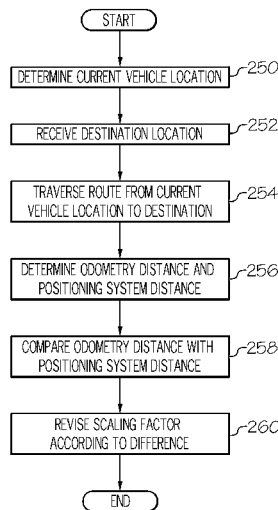 START
DETERMINE CURRENT VEHICLE LOCATION
250
RECEIVE DESTINATION LOCATION
252
TRAVERSE ROUTE FROM CURRENT
VEHICLE LOCATION TO DESTINATION
254
DETERMINE ODOMETRY DISTANCE AND
POSITIONING SYSTEM DISTANCE
256
COMPARE ODOMETRY DISTANCE WITH
POSITIONING SYSTEM DISTANCE
258
REVISE SCALING FACTOR
ACCORDING TO DIFFERENCE
260
END